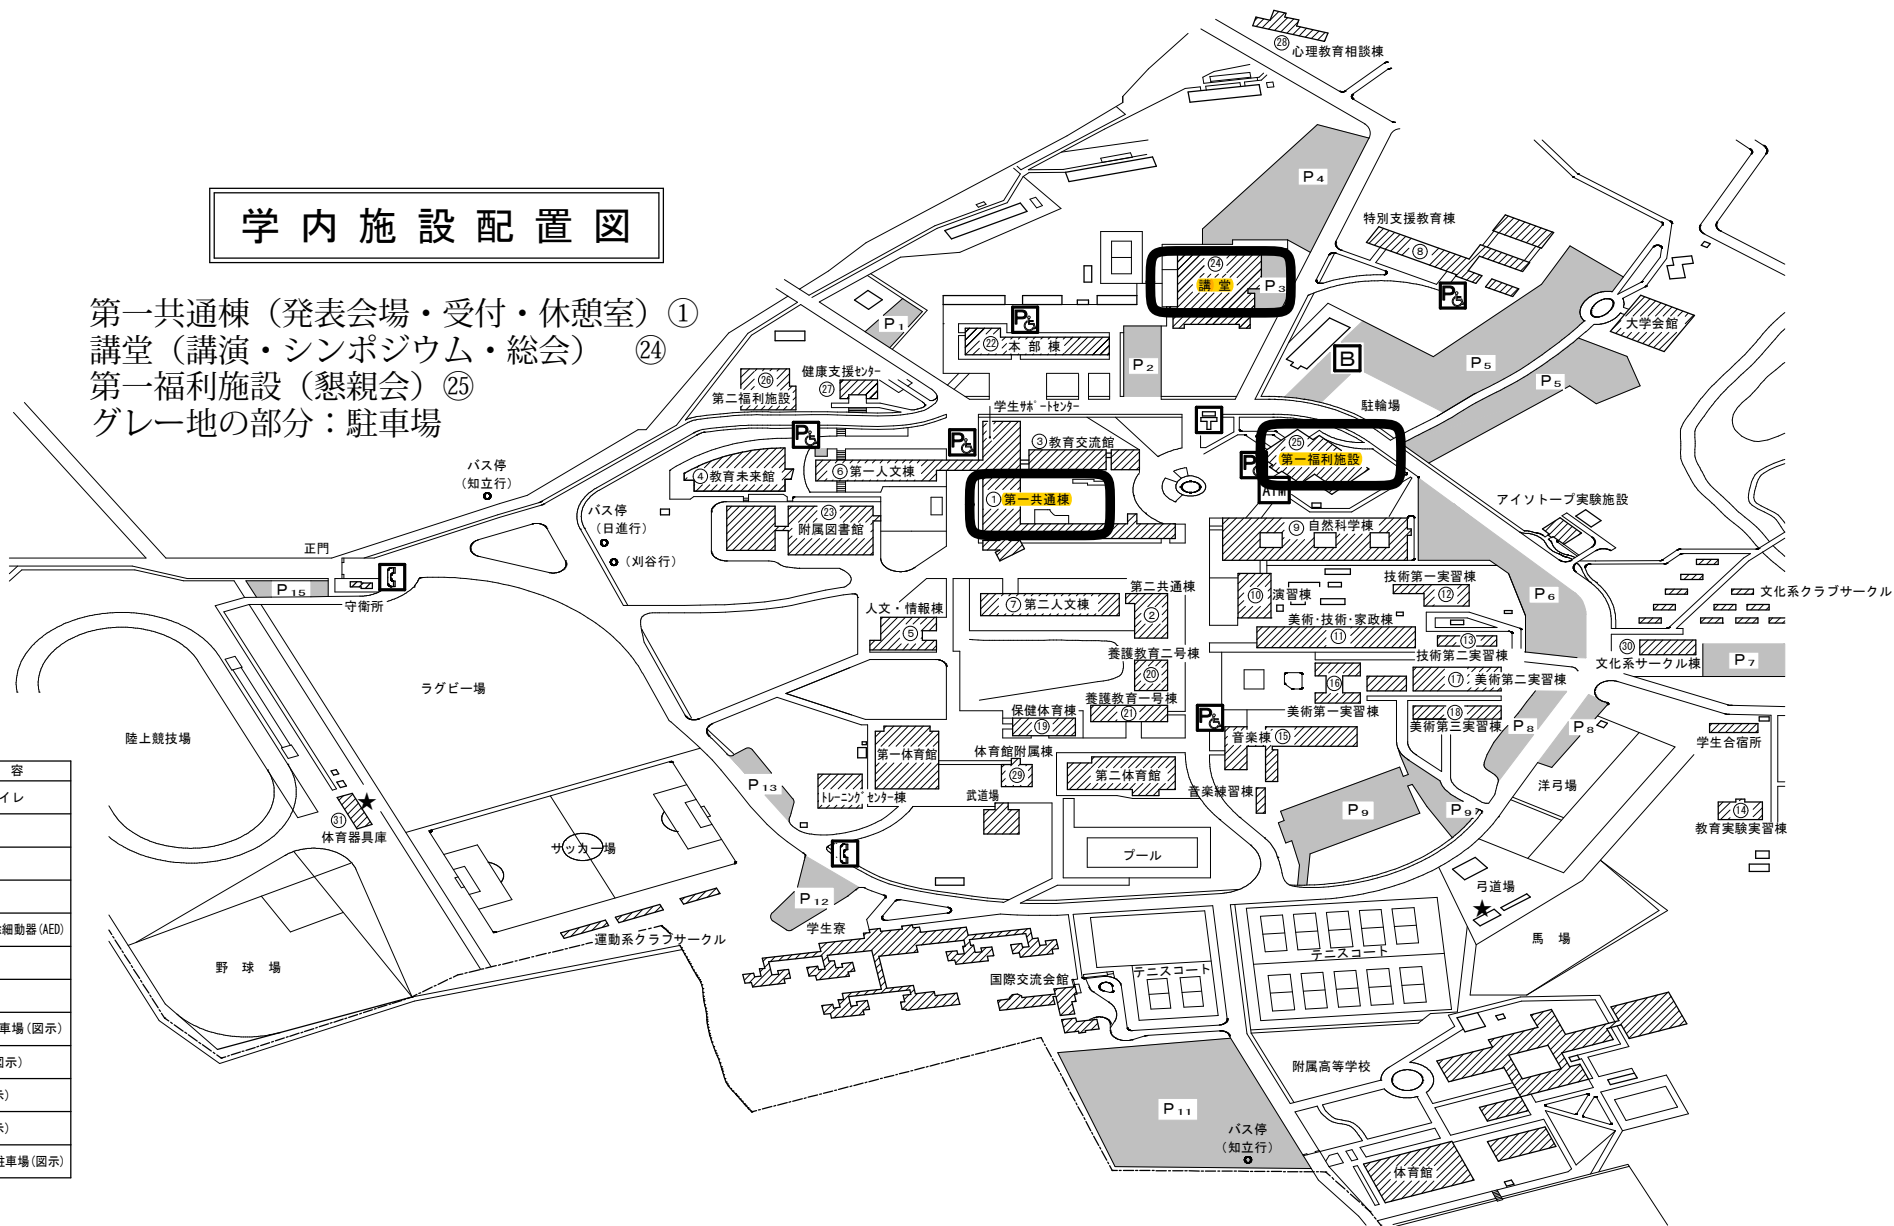 学内施設配置図
第一共通棟（発表会場・受付・休憩室）①
講堂（講演・シンポジウム・総会）　㉔
第一福利施設（懇親会）㉕
グレー地の部分：駐車場
㉘
心理教育相談棟
P4
特別支援教育棟
⑧
㉔
講堂
P3
P1
㉒ 本部棟
P2
大学会館
B
P5
P5
駐輪場
㉖
第二福利施設
健康支援ｾﾝﾀｰ
㉗
学生ｻﾎﾟｰﾄｾﾝﾀｰ
③教育交流館
〒
㉕
第一福利施設
ATM
バス停
（知立行）
④教育未来館
⑥第一人文棟
①第一共通棟
アイソトープ実験施設
バス停
（日進行）
（刈谷行）
㉓
附属図書館
⑨自然科学棟
正門
P15
守衛所
人文・情報棟
⑤
⑦第二人文棟
第二共通棟
②
⑩演習棟
技術第一実習棟
⑫
P6
文化系クラブサークル
美術・技術・家政棟
⑪
⑬
技術第二実習棟
㉚
文化系サークル棟
P7
養護教育二号棟
⑳
⑯
美術第一実習棟
⑰美術第二実習棟
ラグビー場
養護教育一号棟
㉑
保健体育棟
⑲
⑱
美術第三実習棟
P8
P8
学生合宿所
陸上競技場
第一体育館
体育館附属棟
㉙
音楽棟⑮
第二体育館
音楽練習棟
洋弓場
P13
ﾄﾚｰﾆﾝｸﾞｾﾝﾀｰ棟
武道場
P9
P97
⑭
教育実験実習棟
㉛
★
体育器具庫
サッカー場
プール
弓道場
★
P12
学生寮
運動系クラブサークル
野球場
馬場
テニスコート
テニスコート
国際交流会館
附属高等学校
P11
バス停
（知立行）
体育館
容
イレ
細動器(AED)
車場(図示)
図示)
示)
示)
駐車場(図示)